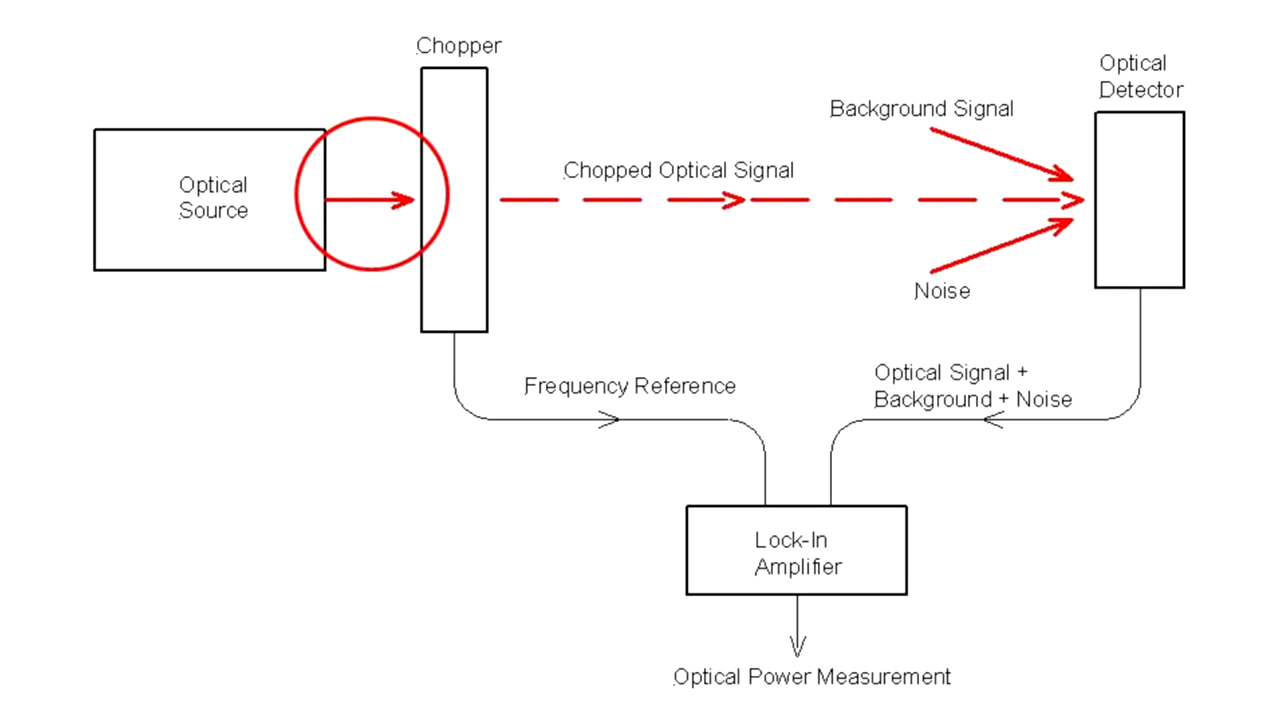 Chopper
Optical
Detector
Background Signal
Optical
Source
Chopped Optical Signal
Noise
Frequency Reference
Optical Signal +
Background + Noise
Lock-In
Amplifier
Optical Power Measurement